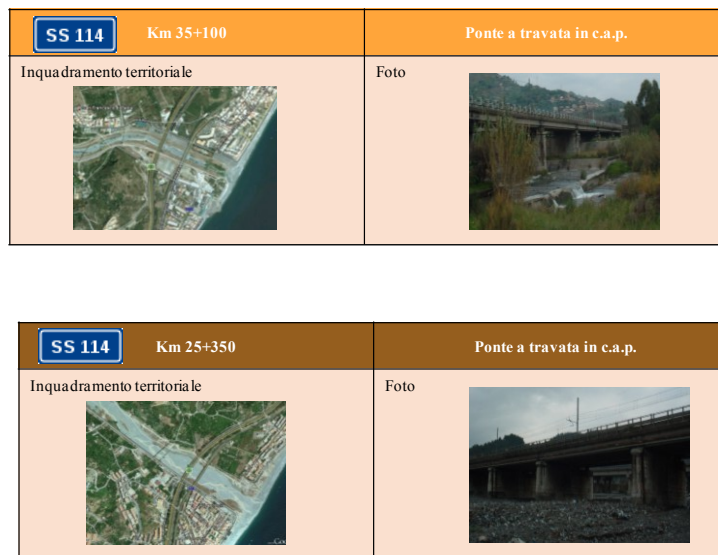 SS 114
Km 35+100
Ponte a travata in c.a.p.
Inquadramento territoriale
Foto
SS 114
Km 25+350
Ponte a travata in c.a.p.
Inquadramento territoriale
Foto